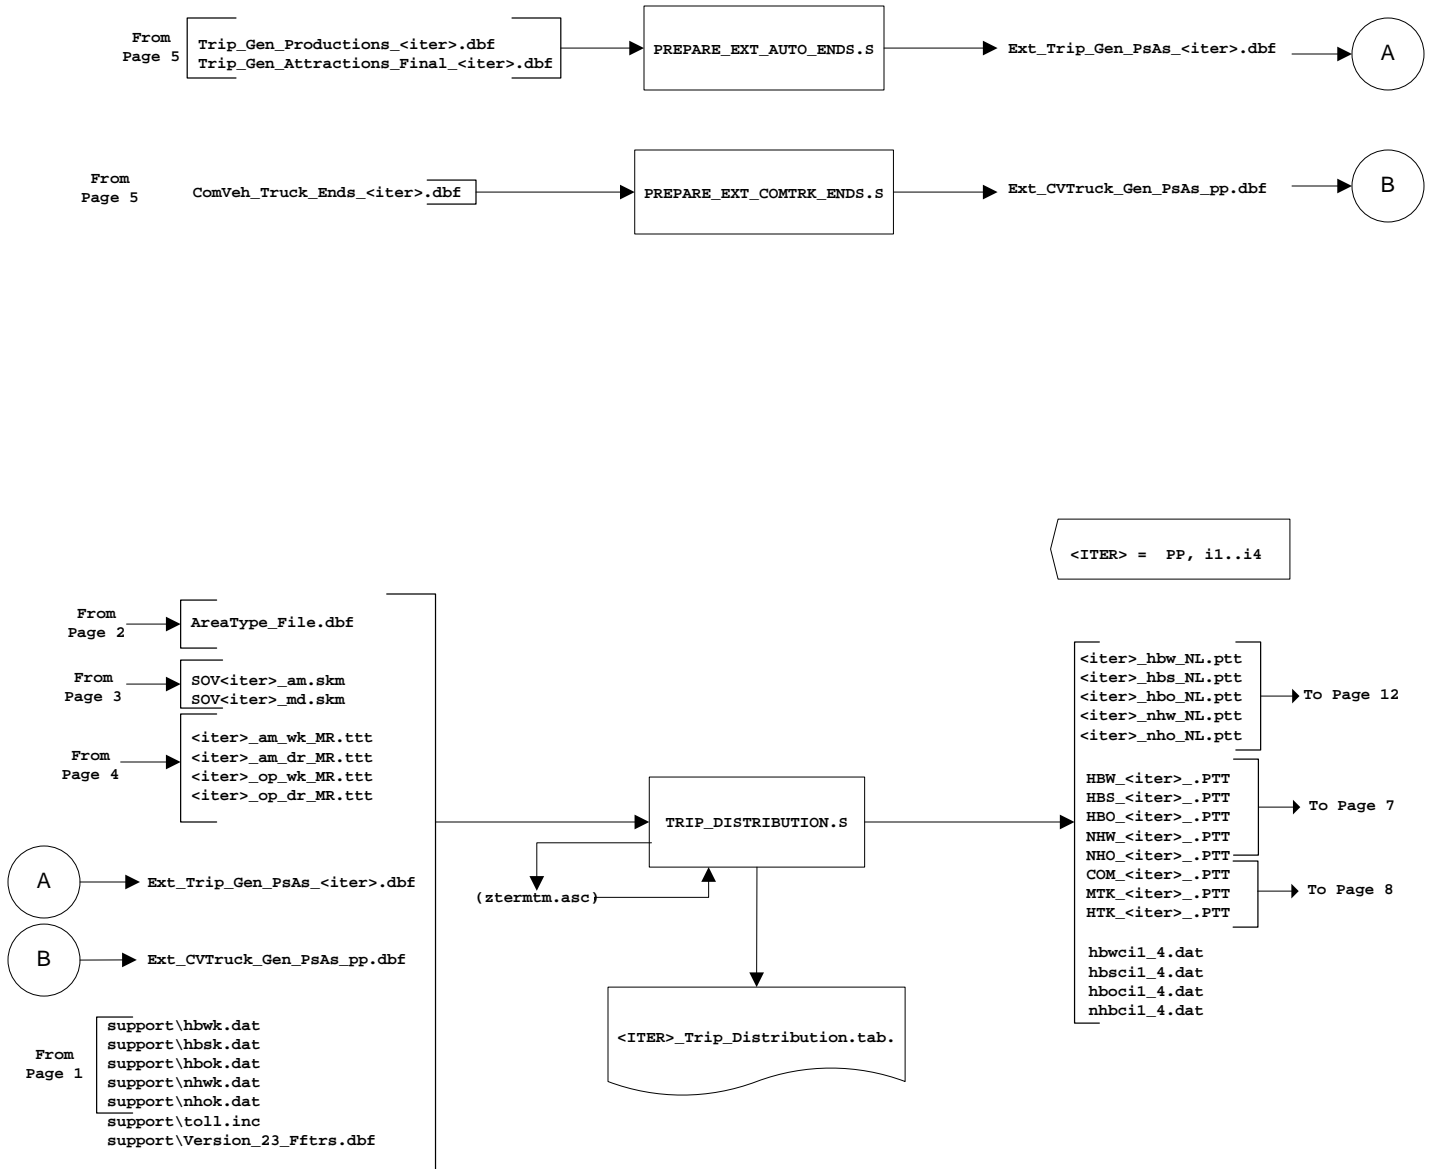 From
Page 5
Trip_Gen_Productions_<iter>.dbf
Trip_Gen_Attractions_Final_<iter>.dbf
PREPARE_EXT_AUTO_ENDS.S
Ext_Trip_Gen_PsAs_<iter>.dbf
A
From
Page 5
ComVeh_Truck_Ends_<iter>.dbf
PREPARE_EXT_COMTRK_ENDS.S
Ext_CVTruck_Gen_PsAs_pp.dbf
B
<ITER> = PP, i1..i4
From
Page 2
AreaType_File.dbf
From
Page 3
SOV<iter>_am.skm
SOV<iter>_md.skm
From
Page 4
<iter>_am_wk_MR.ttt
<iter>_am_dr_MR.ttt
<iter>_op_wk_MR.ttt
<iter>_op_dr_MR.ttt
A
Ext_Trip_Gen_PsAs_<iter>.dbf
B
Ext_CVTruck_Gen_PsAs_pp.dbf
From
Page 1
support\hbwk.dat
support\hbsk.dat
support\hbok.dat
support\nhwk.dat
support\nhok.dat
support\toll.inc
support\Version_23_Fftrs.dbf
TRIP_DISTRIBUTION.S
(ztermtm.asc)
<ITER>_Trip_Distribution.tab.
<iter>_hbw_NL.ptt
<iter>_hbs_NL.ptt
<iter>_hbo_NL.ptt
<iter>_nhw_NL.ptt
<iter>_nho_NL.ptt
To Page 12
HBW_<iter>_.PTT
HBS_<iter>_.PTT
HBO_<iter>_.PTT
NHW_<iter>_.PTT
NHO_<iter>_.PTT
To Page 7
COM_<iter>_.PTT
MTK_<iter>_.PTT
HTK_<iter>_.PTT
To Page 8
hbwci1_4.dat
hbsci1_4.dat
hboci1_4.dat
nhbci1_4.dat